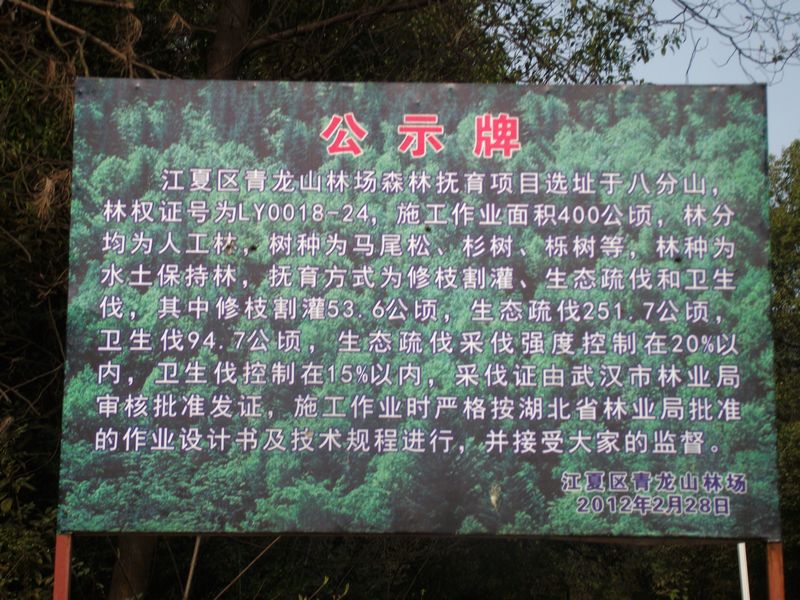 公示牌
江夏区青龙山林场森林抚育项目选址于八分山，
林权证号为LY0018-24，施工作业面积400公顷，林分
均为人工林，树种为马尾松、杉树、栎树等，林种为
水土保持林，抚育方式为修枝割灌、生态疏伐和卫生
伐，其中修枝割灌53.6公顷，生态疏伐251.7公顷，
卫生伐94.7公顷，生态疏伐采伐强度控制在20%以
内，卫生伐控制在15%以内，采伐证由武汉市林业局
审核批准发证，施工作业时严格按湖北省林业局批准
的作业设计书及技术规程进行，并接受大家的监督。
江夏区青龙山林场
2012年2月28日